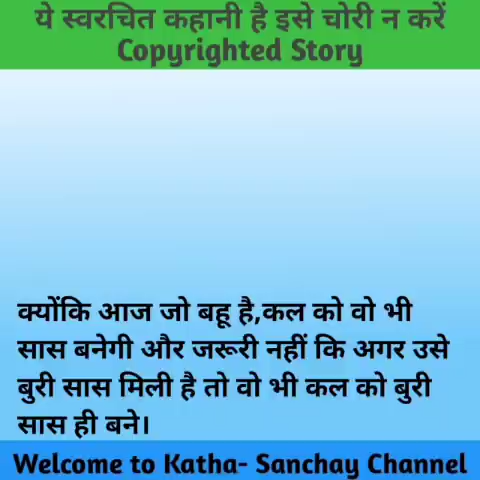 ये स्वरचित कहानी है इसे चोरी न करें
Copyrighted Story
क्योंकि आज जो बहू है,कल को वो भी
सास बनेगी और जरूरी नहीं कि अगर उसे
बुरी सास मिली है तो वो भी कल को बुरी
सास ही बने।
Welcome to Katha- Sanchay Channel